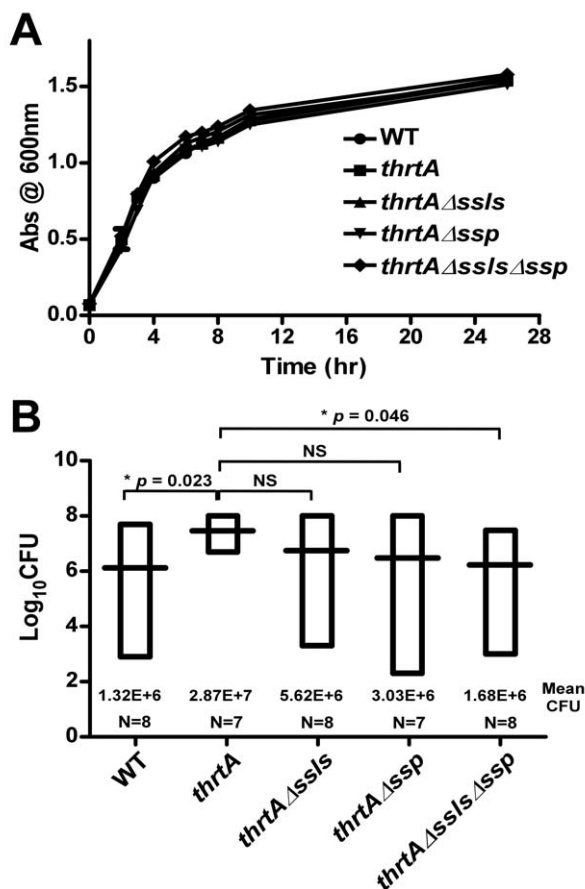 A
Abs @ 600nm
1.5
1.0
0.5
0.0
WT
thrtA
thrtAΔssls
thrtAΔssp
thrtAΔsslsΔssp
0 4 8 12 16 20 24 28
Time (hr)
B
* p = 0.046
NS
* p = 0.023 NS
Log10CFU
10
8
6
4
2
0
1.32E+6 2.87E+7 5.62E+6 3.03E+6 1.68E+6 Mean
CFU
N=8 N=7 N=8 N=7 N=8
WT thrtA thrtAΔssls thrtAΔssp thrtAΔsslsΔssp